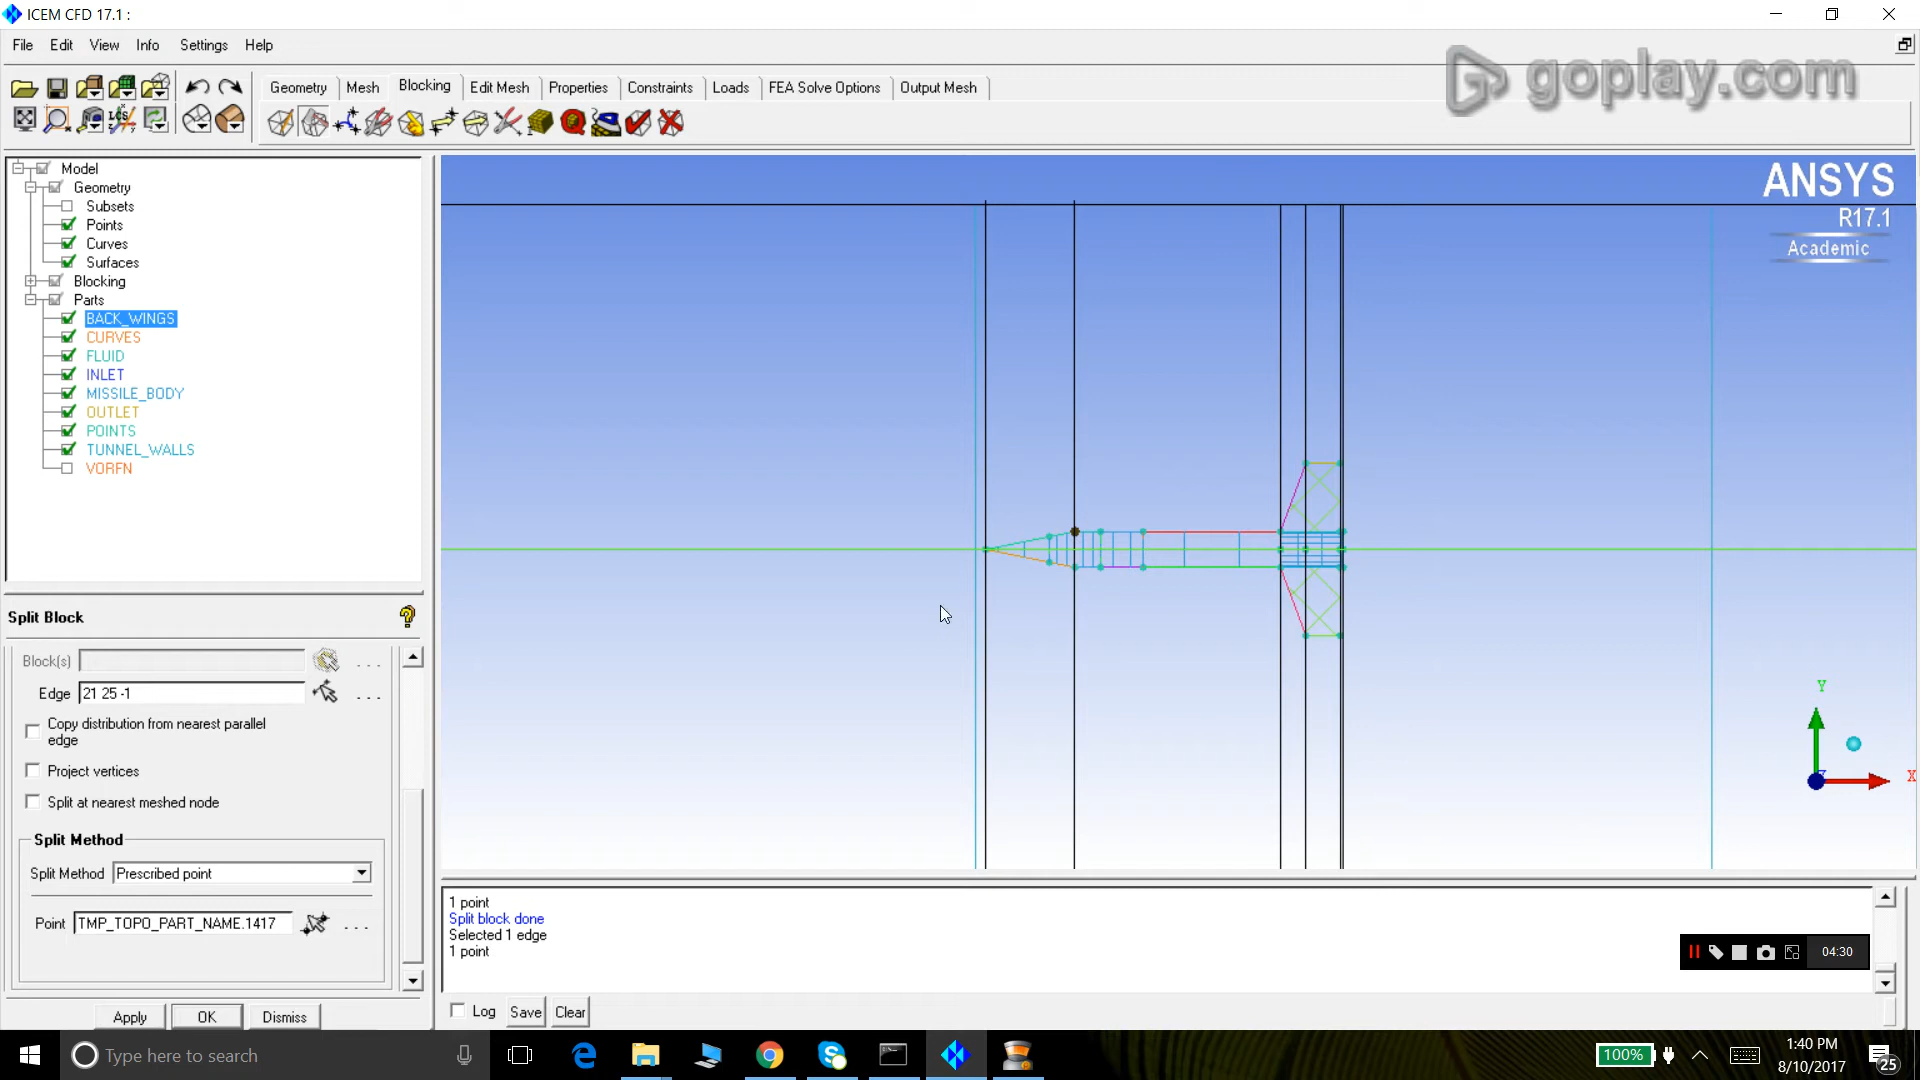 ICEM CFD 17.1 :
File Edit View Info Settings Help
goplay.com
Geometry Mesh Blocking Edit Mesh Properties Constraints Loads FEA Solve Options Output Mesh
Model
Geometry
Subsets
Points
Curves
Surfaces
Blocking
Parts
BACK_WINGS
CURVES
FLUID
INLET
MISSILE_BODY
OUTLET
POINTS
TUNNEL_WALLS
VORFN
ANSYS
R17.1
Academic
Y
X
Split Block
Block(s) ...
Edge 21 25 -1 ...
Copy distribution from nearest parallel
edge
Project vertices
Split at nearest meshed node
Split Method
Split Method Prescribed point
Point TMP_TOPO_PART_NAME.1417 ...
Apply OK Dismiss
1 point
Split block done
Selected 1 edge
1 point
Log Save Clear
04:30
Type here to search
100%
1:40 PM
8/10/2017
25